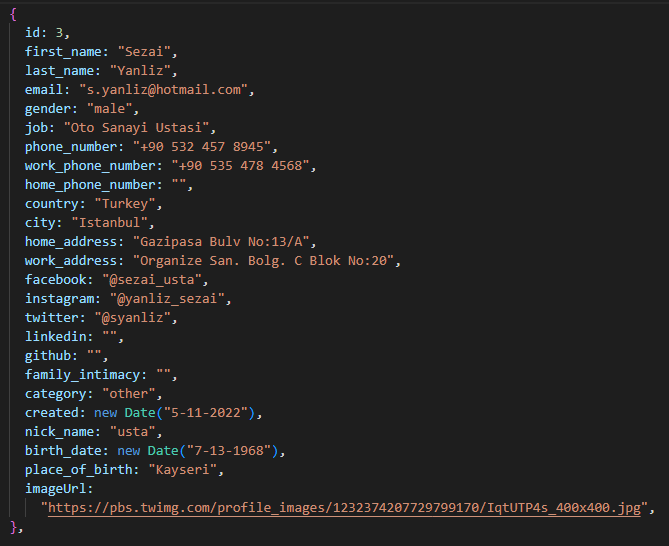 {
id: 3,
first_name: "Sezai",
last_name: "Yanliz",
email: "s.yanliz@hotmail.com",
gender: "male",
job: "Oto Sanayi Ustasi",
phone_number: "+90 532 457 8945",
work_phone_number: "+90 535 478 4568",
home_phone_number: "",
country: "Turkey",
city: "Istanbul",
home_address: "Gazipasa Bulv No:13/A",
work_address: "Organize San. Bolg. C Blok No:20",
facebook: "@sezai_usta",
instagram: "@yanliz_sezai",
twitter: "@syanliz",
linkedin: "",
github: "",
family_intimacy: "",
category: "other",
created: new Date("5-11-2022"),
nick_name: "usta",
birth_date: new Date("7-13-1968"),
place_of_birth: "Kayseri",
imageUrl:
"https://pbs.twimg.com/profile_images/1232374207729799170/IqtUTP4s_400x400.jpg",
},